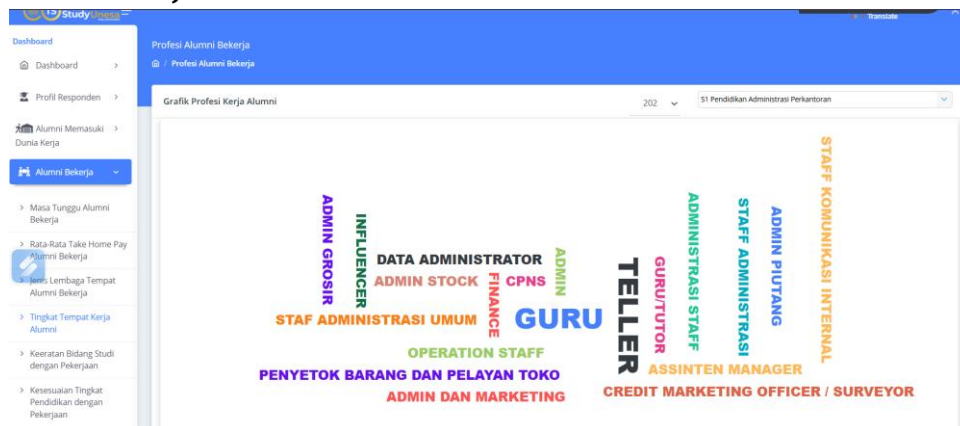 TS StudyUnesa
Translate
Dashboard
Dashboard
Profil Responden
Alumni Memasuki
Dunia Kerja
Alumni Bekerja
Masa Tunggu Alumni
Bekerja
Rata-Rata Take Home Pay
Alumni Bekerja
Jenis Lembaga Tempat
Alumni Bekerja
Tingkat Tempat Kerja
Alumni
Keeratan Bidang Studi
dengan Pekerjaan
Kesesuaian Tingkat
Pendidikan dengan
Pekerjaan
Profesi Alumni Bekerja
/ Profesi Alumni Bekerja
Grafik Profesi Kerja Alumni
202
S1 Pendidikan Administrasi Perkantoran
ADMIN GROSIR
INFLUENCER
DATA ADMINISTRATOR
ADMIN STOCK
FINANCE
CPNS
ADMIN
STAF ADMINISTRASI UMUM
GURU
TELLER
GURU/TUTOR
ADMINISTRASI STAFF
STAFF ADMINISTRASI
ADMIN PIUTANG
STAFF KOMUNIKASI INTERNAL
OPERATION STAFF
PENYETOK BARANG DAN PELAYAN TOKO
ADMIN DAN MARKETING
ASSINTEN MANAGER
CREDIT MARKETING OFFICER / SURVEYOR